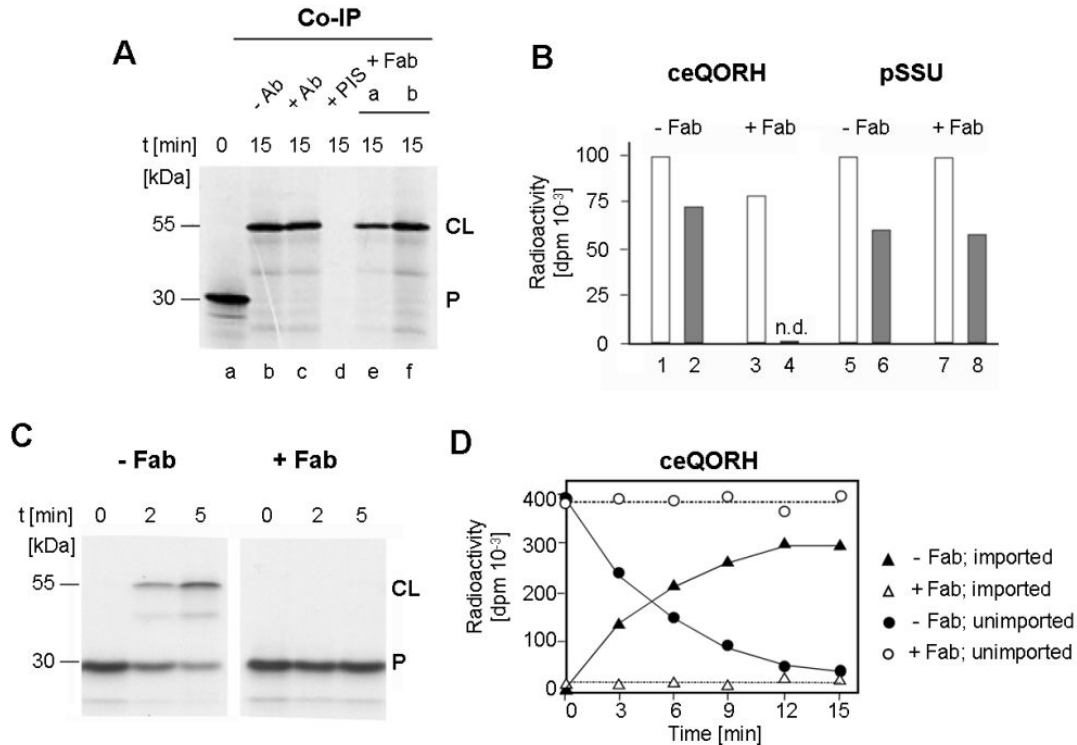 A
Co-IP
- Ab
+ Ab
+ PIS
+ Fab
a b
t [min] 0 15 15 15 15 15
[kDa]
55
CL
30
P
a b c d e f
B
ceQORH pSSU
- Fab + Fab - Fab + Fab
Radioactivity
[dpm 10-3]
100
75
50
25
0
n.d.
1 2 3 4 5 6 7 8
C
- Fab + Fab
t [min] 0 2 5 0 2 5
[kDa]
55
CL
30
P
D
ceQORH
Radioactivity
[dpm 10-3]
400
300
200
100
0
0 3 6 9 12 15
Time [min]
- Fab; imported
+ Fab; imported
- Fab; unimported
+ Fab; unimported